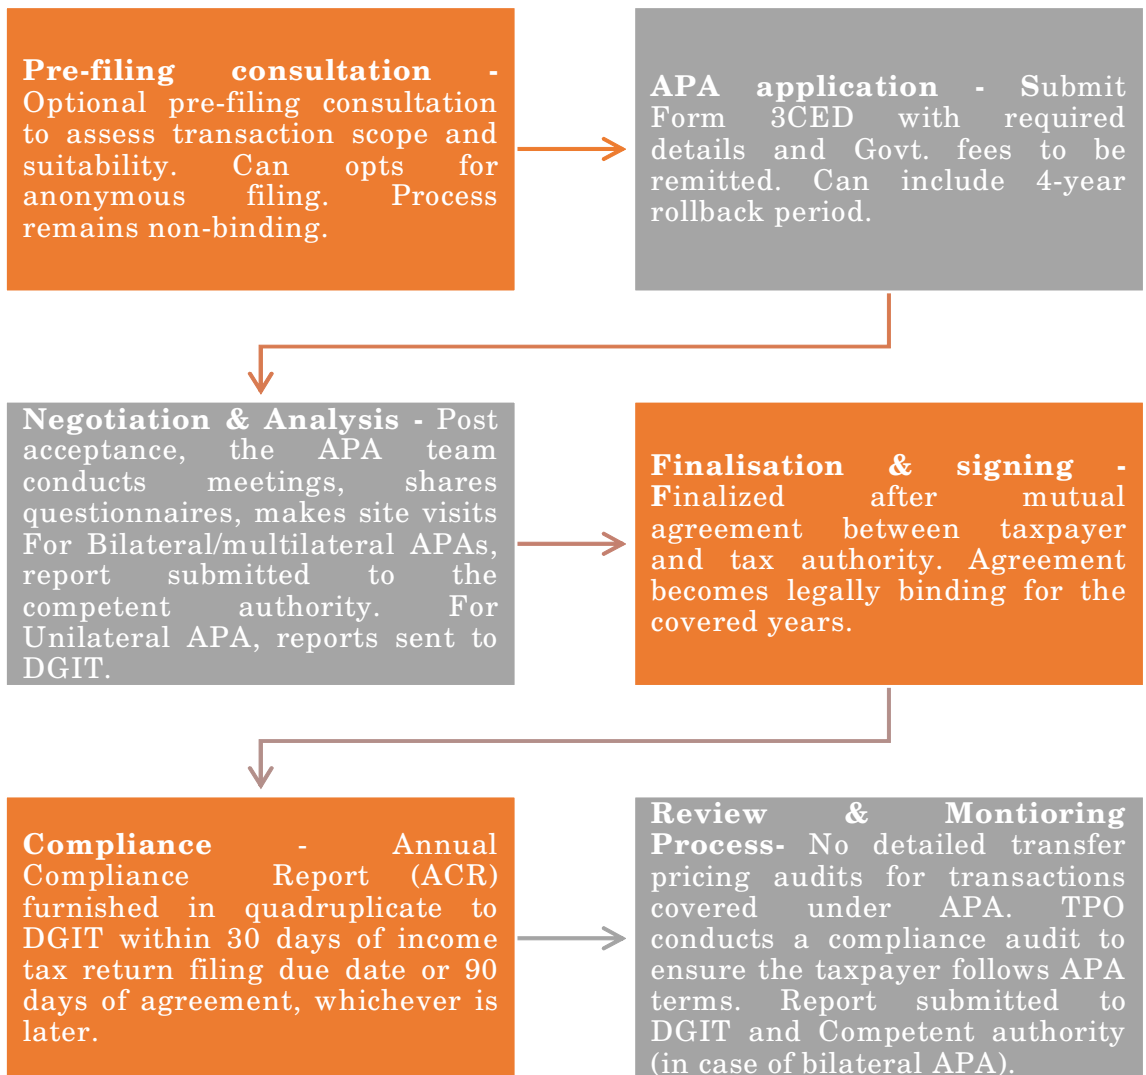 Pre-filing consultation -
Optional pre-filing consultation
to assess transaction scope and
suitability. Can opts for
anonymous filing. Process
remains non-binding.
APA application - Submit
Form 3CED with required
details and Govt. fees to be
remitted. Can include 4-year
rollback period.
Negotiation & Analysis - Post
acceptance, the APA team
conducts meetings, shares
questionnaires, makes site visits
For Bilateral/multilateral APAs,
report submitted to the
competent authority. For
Unilateral APA, reports sent to
DGIT.
Finalisation & signing -
Finalized after mutual
agreement between taxpayer
and tax authority. Agreement
becomes legally binding for the
covered years.
Compliance - Annual
Compliance Report (ACR)
furnished in quadruplicate to
DGIT within 30 days of income
tax return filing due date or 90
days of agreement, whichever is
later.
Review & Montioring
Process- No detailed transfer
pricing audits for transactions
covered under APA. TPO
conducts a compliance audit to
ensure the taxpayer follows APA
terms. Report submitted to
DGIT and Competent authority
(in case of bilateral APA).